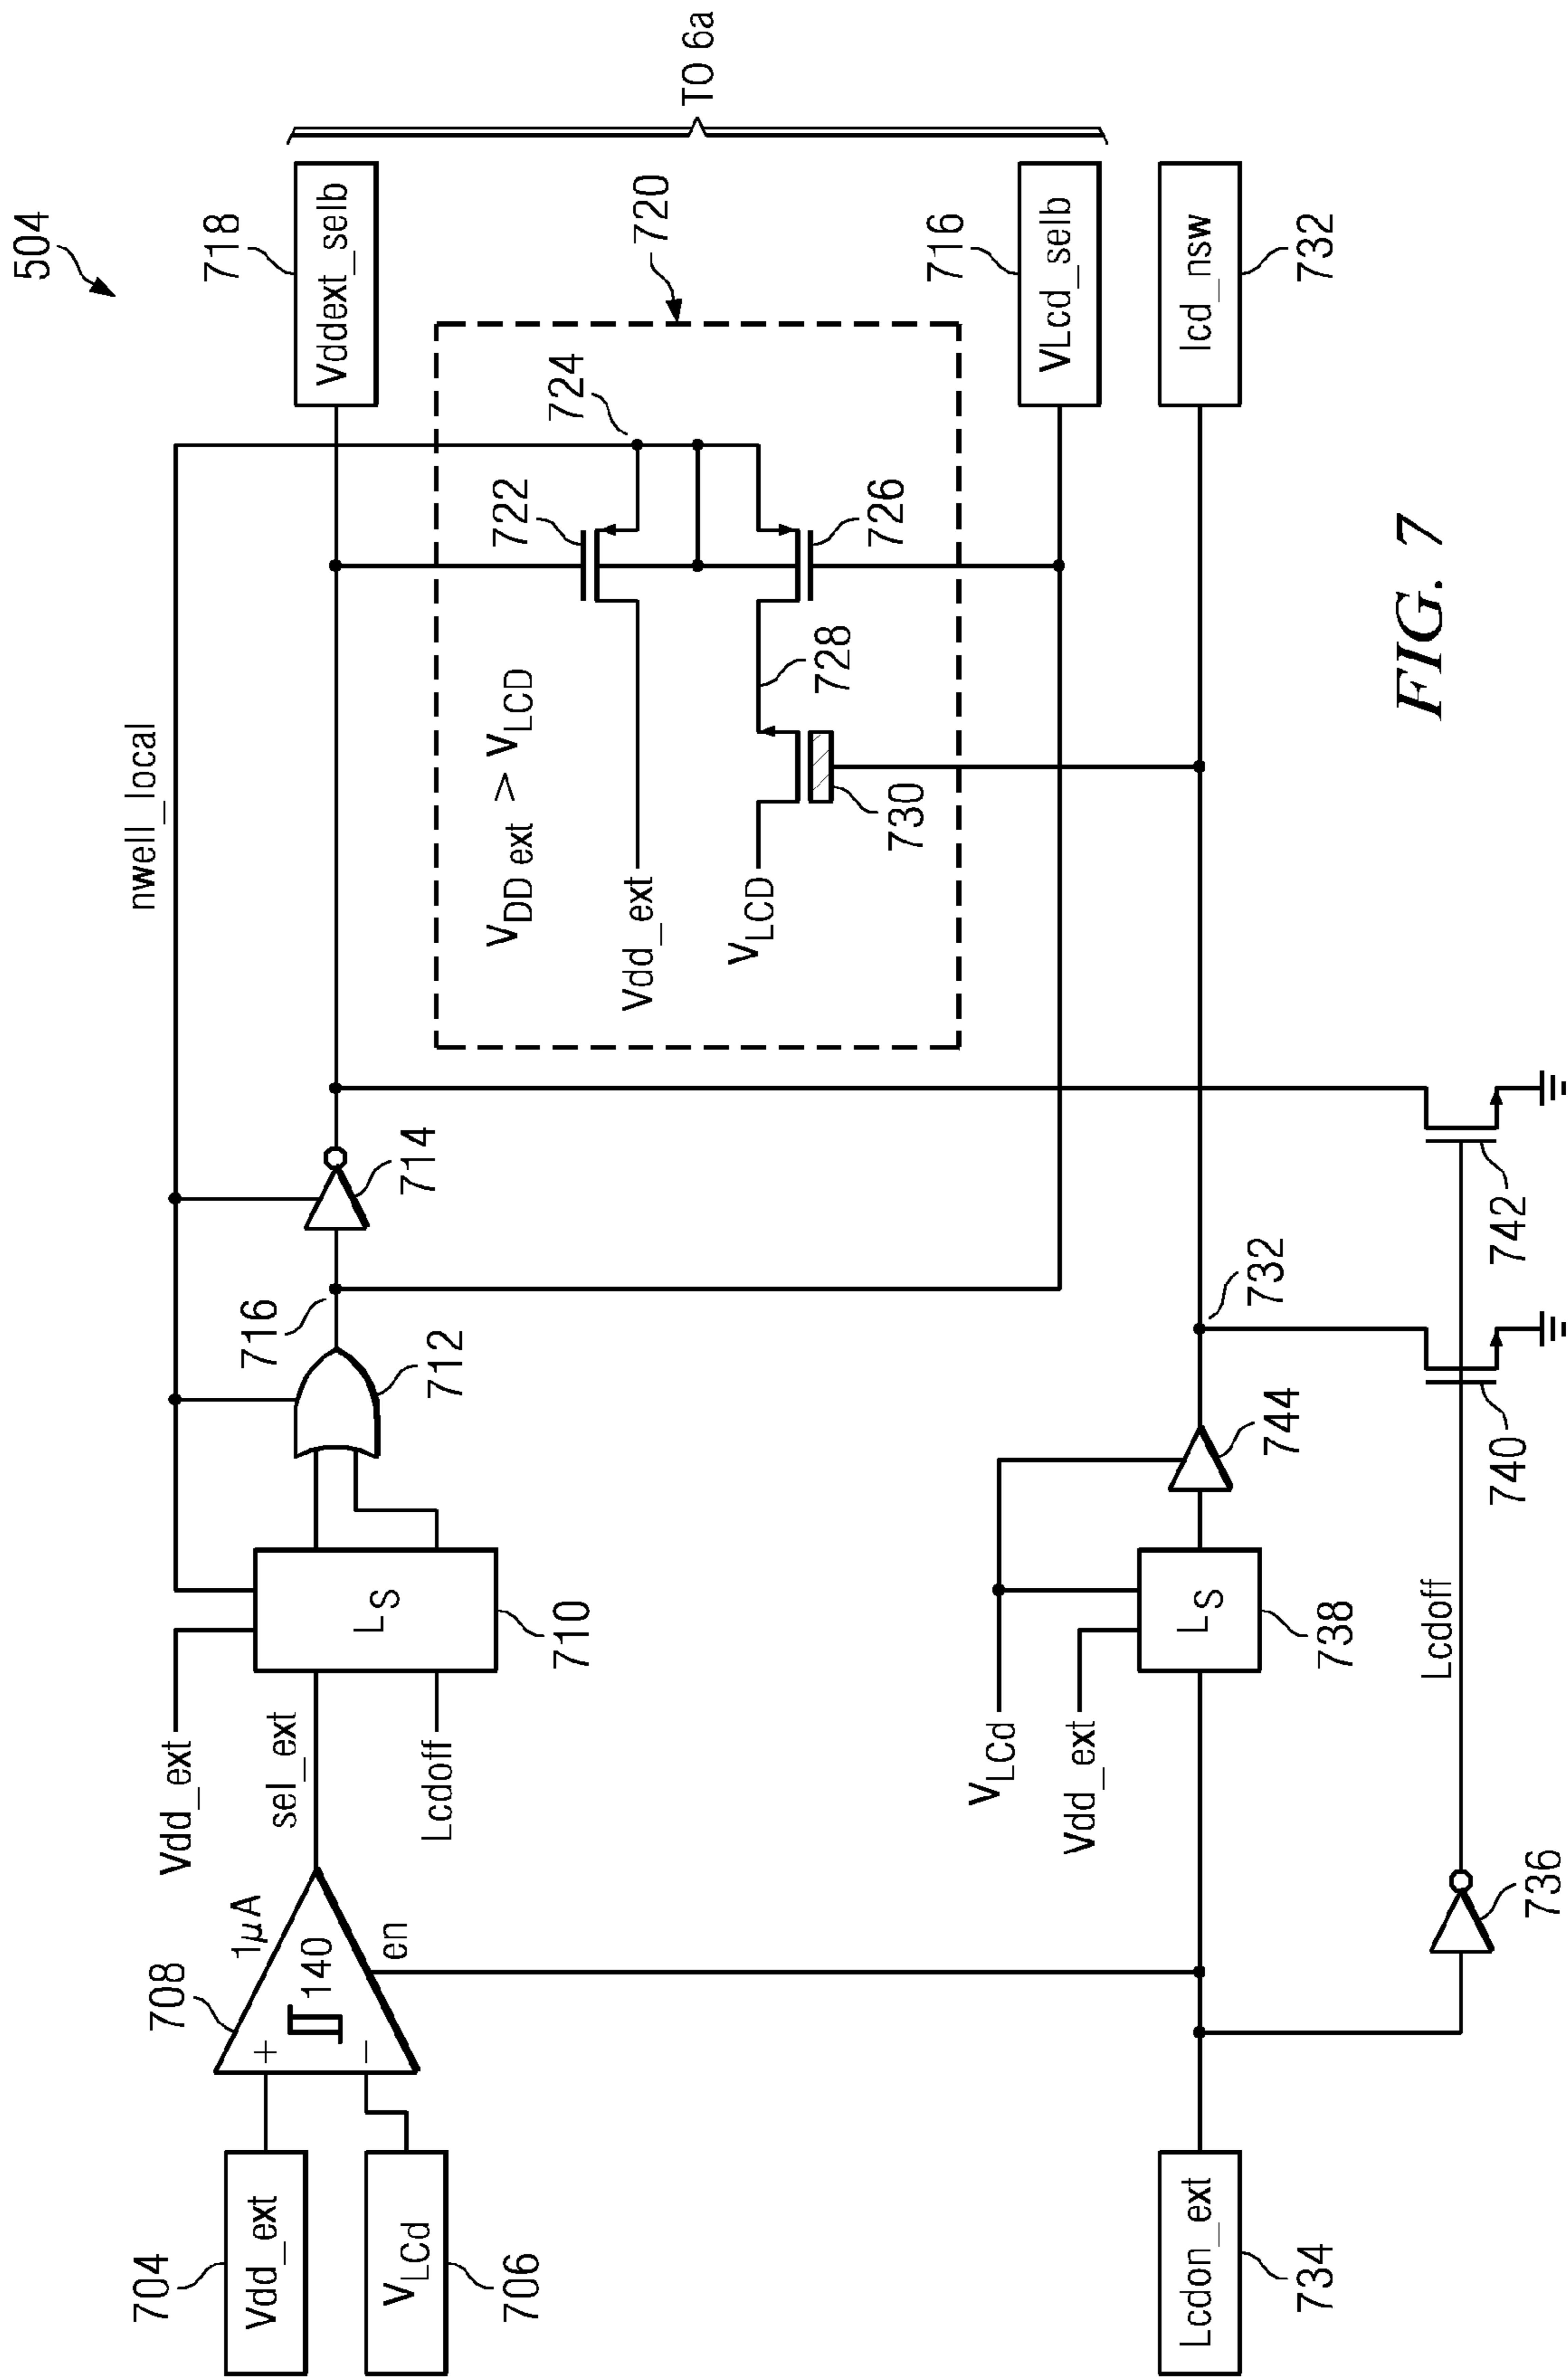 504
704
Vdd_ext
VLCd
706
708
+
−
140
1µA
en
sel_ext
Vdd_ext
Lcdoff
LS
710
712
716
714
nwell_local
718
Vddext_selb
720
VDD ext > VLCD
722
724
Vdd_ext
VLCD
728
726
730
716
VLcd_selb
TO 6a
lcd_nsw
732
Lcdon_ext
734
VLCd
Vdd_ext
LS
738
744
732
736
Lcdoff
740
742
FIG. 7